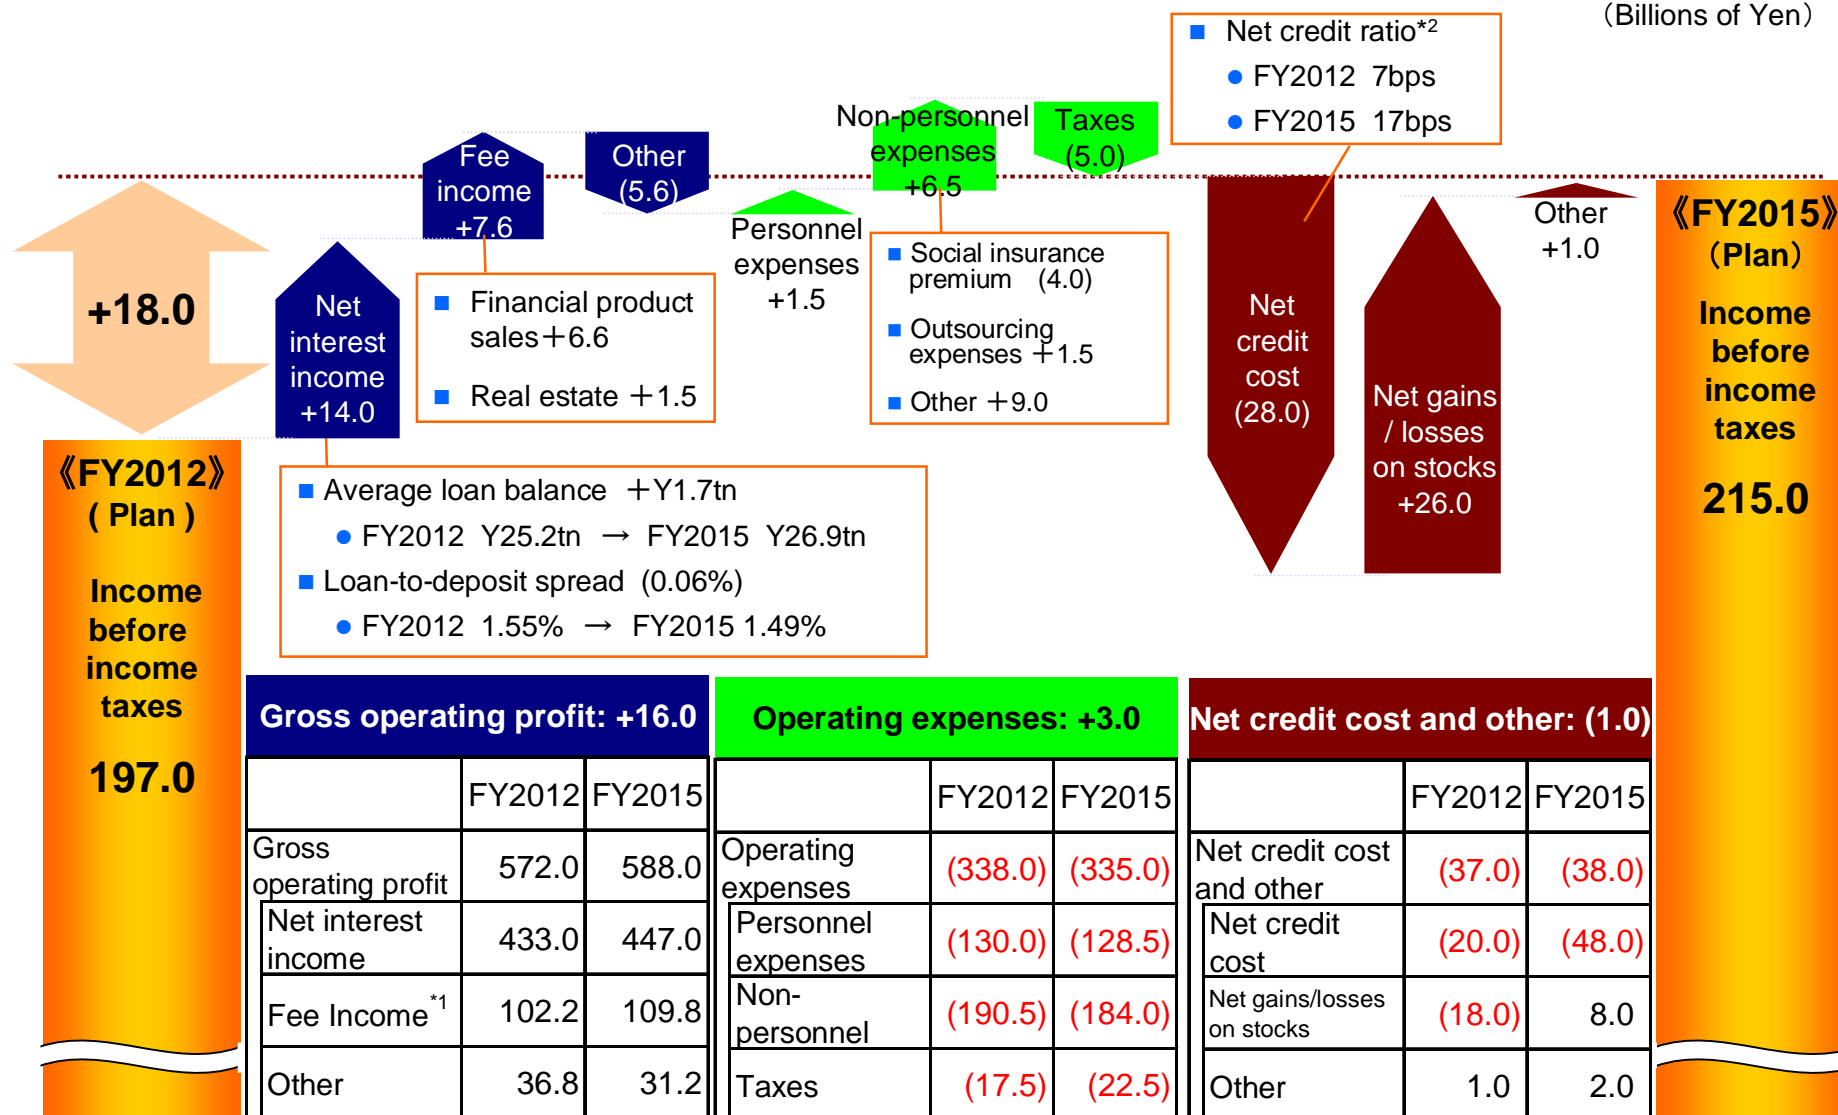 （Billions of Yen）
Net credit ratio*2
FY2012 7bps
FY2015 17bps
Fee
income
+7.6
Other
(5.6)
Non-personnel
expenses
+6.5
Taxes
(5.0)
+18.0
Net
interest
income
+14.0
Personnel
expenses
+1.5
Financial product
sales＋6.6
Real estate ＋1.5
Social insurance
premium (4.0)
Outsourcing
expenses ＋1.5
Other ＋9.0
Net
credit
cost
(28.0)
Net gains
/ losses
on stocks
+26.0
Other
+1.0
《FY2015》
（Plan）
Income
before
income
taxes
215.0
《FY2012》
( Plan )
Income
before
income
taxes
197.0
Average loan balance ＋Y1.7tn
FY2012 Y25.2tn → FY2015 Y26.9tn
Loan-to-deposit spread (0.06%)
FY2012 1.55% → FY2015 1.49%
Gross operating profit: +16.0
FY2012 FY2015
Gross
operating profit 572.0 588.0
Net interest
income 433.0 447.0
Fee Income*1 102.2 109.8
Other 36.8 31.2
Operating expenses: +3.0
FY2012 FY2015
Operating
expenses (338.0) (335.0)
Personnel
expenses (130.0) (128.5)
Non-
personnel (190.5) (184.0)
Taxes (17.5) (22.5)
Net credit cost and other: (1.0)
FY2012 FY2015
Net credit cost
and other (37.0) (38.0)
Net credit
cost (20.0) (48.0)
Net gains/losses
on stocks (18.0) 8.0
Other 1.0 2.0